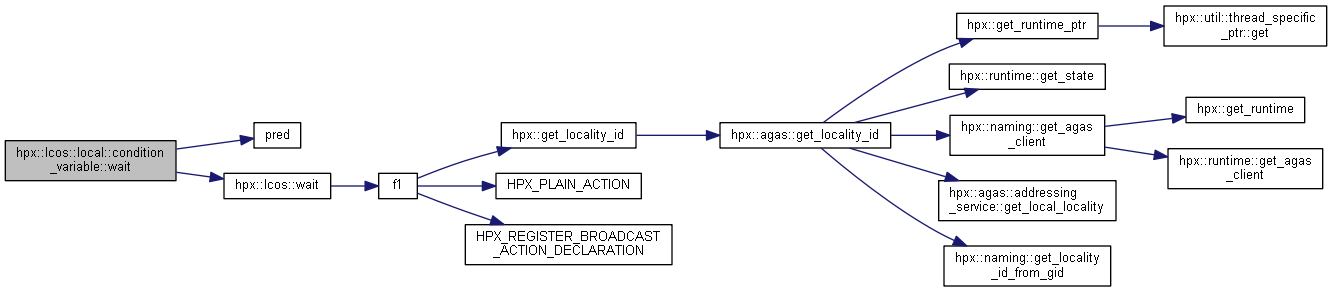 hpx::lcos::local::condition
_variable::wait
pred
hpx::lcos::wait
f1
hpx::get_locality_id
HPX_PLAIN_ACTION
HPX_REGISTER_BROADCAST
_ACTION_DECLARATION
hpx::agas::get_locality_id
hpx::get_runtime_ptr
hpx::util::thread_specific
_ptr::get
hpx::runtime::get_state
hpx::naming::get_agas
_client
hpx::get_runtime
hpx::runtime::get_agas
_client
hpx::agas::addressing
_service::get_local_locality
hpx::naming::get_locality
_id_from_gid